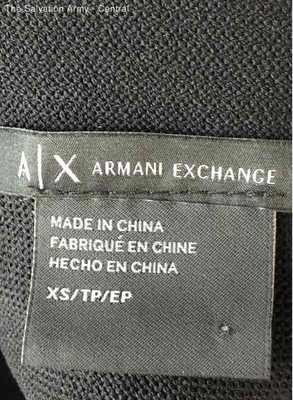 The Salvation Army - Central
A|X ARMANI EXCHANGE
MADE IN CHINA
FABRIQUÉ EN CHINE
HECHO EN CHINA
XS/TP/EP